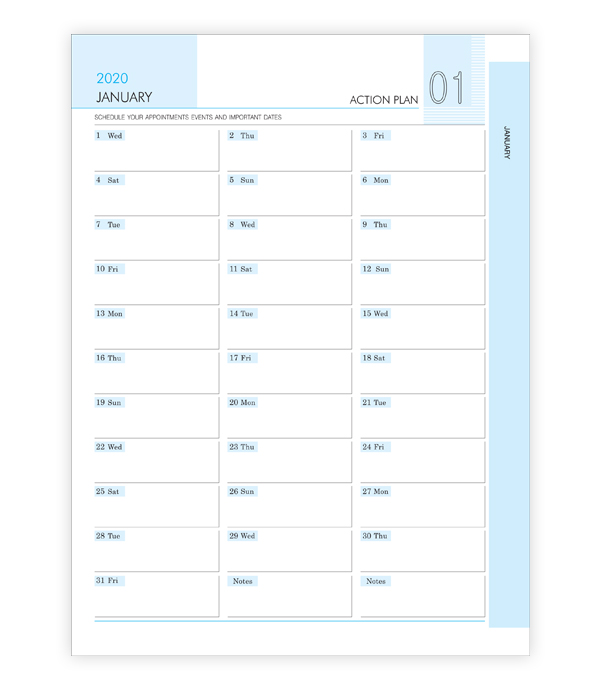 2020
JANUARY
ACTION PLAN
01
SCHEDULE YOUR APPOINTMENTS EVENTS AND IMPORTANT DATES
JANUARY
1 Wed
2 Thu
3 Fri
4 Sat
5 Sun
6 Mon
7 Tue
8 Wed
9 Thu
10 Fri
11 Sat
12 Sun
13 Mon
14 Tue
15 Wed
16 Thu
17 Fri
18 Sat
19 Sun
20 Mon
21 Tue
22 Wed
23 Thu
24 Fri
25 Sat
26 Sun
27 Mon
28 Tue
29 Wed
30 Thu
31 Fri
Notes
Notes